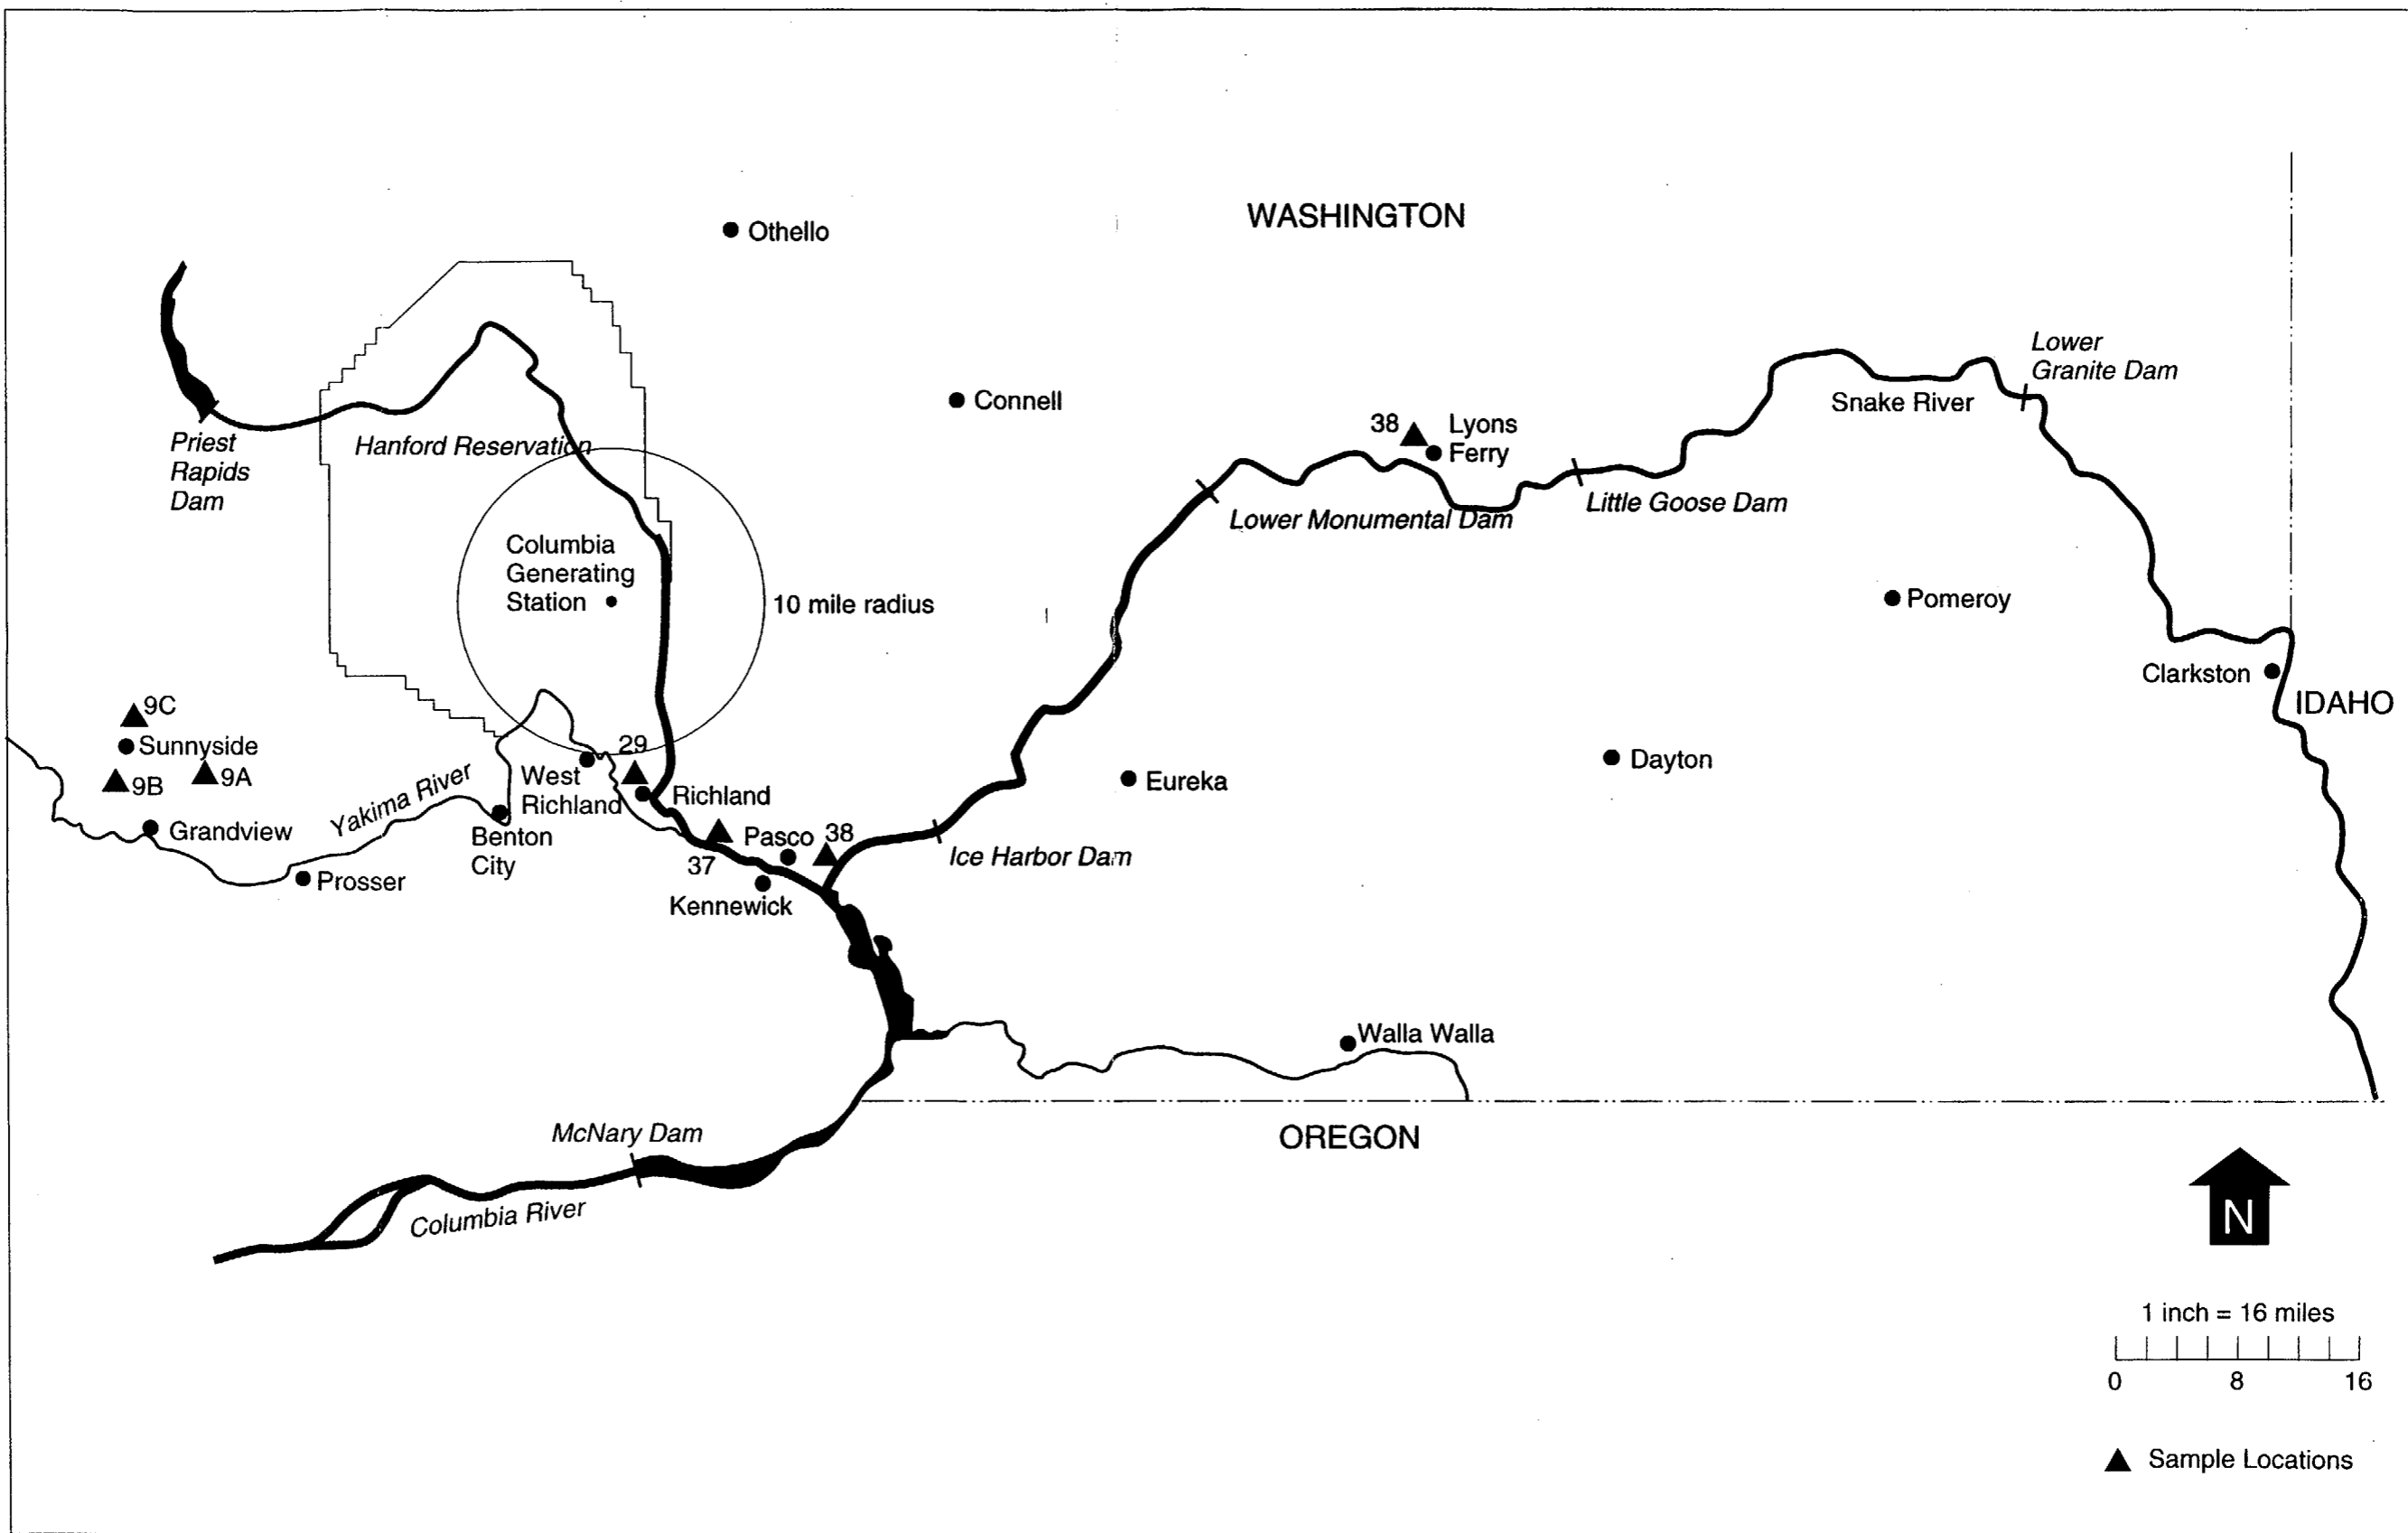 WASHINGTON
Othello
Lower
Granite Dam
Connell
Snake River
38
Lyons
Ferry
Priest
Rapids
Dam
Hanford Reservation
Little Goose Dam
Lower Monumental Dam
Columbia
Generating
Station
10 mile radius
Pomeroy
Clarkston
IDAHO
9C
Sunnyside
9B
9A
29
West
Richland
Richland
Eureka
Dayton
Yakima River
Grandview
Benton
City
Prosser
37
Pasco
38
Kennewick
Ice Harbor Dam
Walla Walla
McNary Dam
OREGON
Columbia River
N
1 inch = 16 miles
0 8 16
Sample Locations